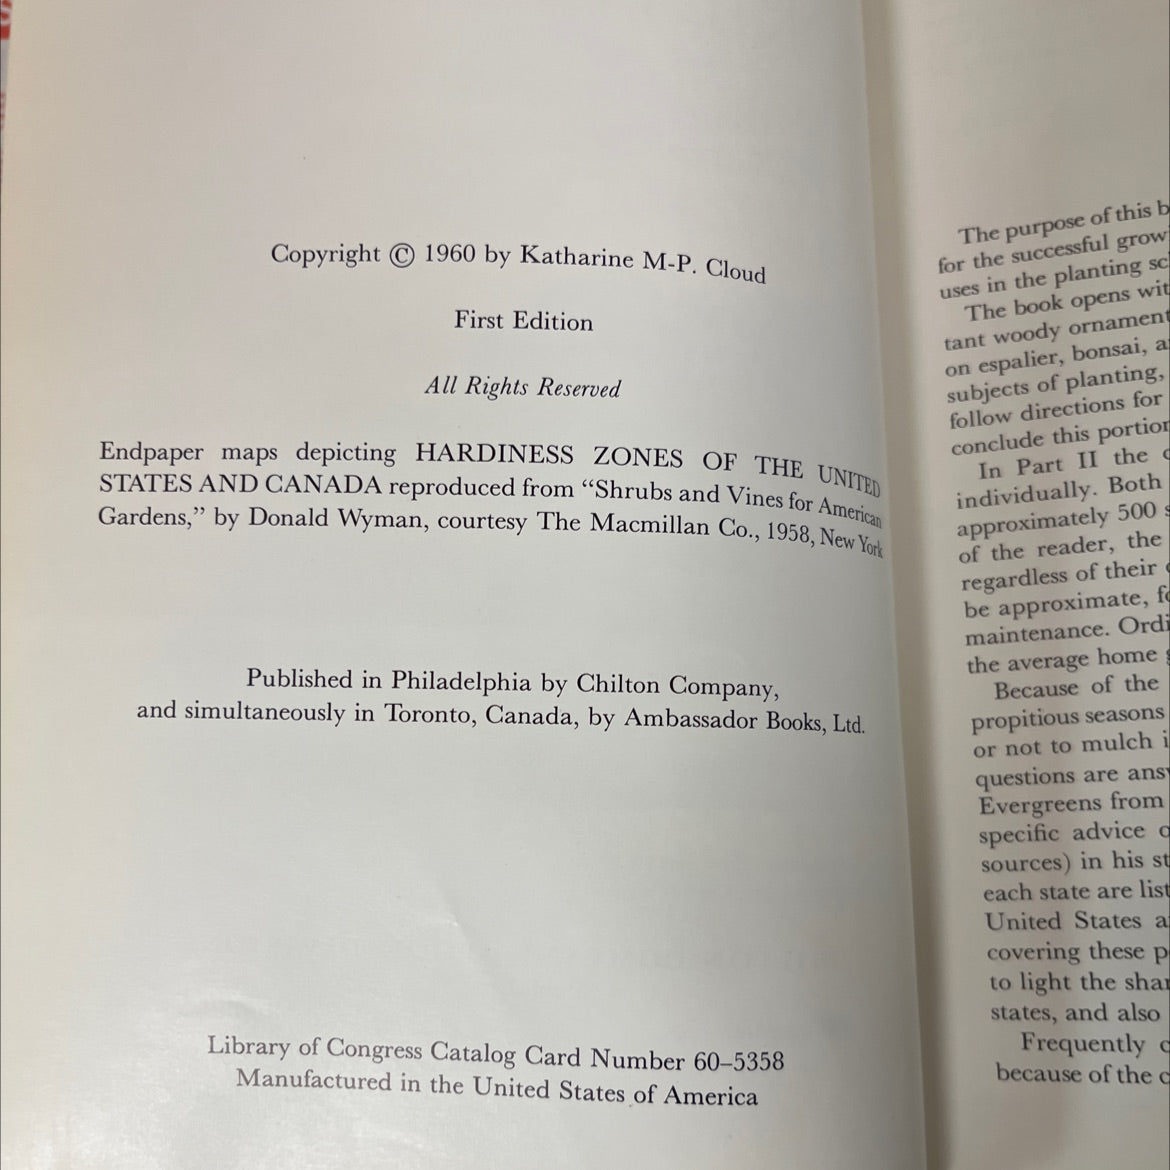 Copyright © 1960 by Katharine M-P. Cloud
First Edition
All Rights Reserved
Endpaper maps depicting HARDINESS ZONES OF THE UNITED
STATES AND CANADA reproduced from “Shrubs and Vines for American
Gardens,” by Donald Wyman, courtesy The Macmillan Co., 1958, New York
Published in Philadelphia by Chilton Company,
and simultaneously in Toronto, Canada, by Ambassador Books, Ltd.
Library of Congress Catalog Card Number 60–5358
Manufactured in the United States of America
The purpose of this
for the successful
uses in the planting
The book opens
tant woody
on espalier, bonsai,
subjects of planting,
follow directions for
conclude this
In Part II the
individually. Both
approximately 500
of the reader, the
regardless of their
be approximate,
maintenance.
the average home
Because of the
propitious seasons
or not to mulch
questions are
Evergreens from
specific advice
sources) in his
each state are
United States
covering these
to light the
states, and also
Frequently
because of the